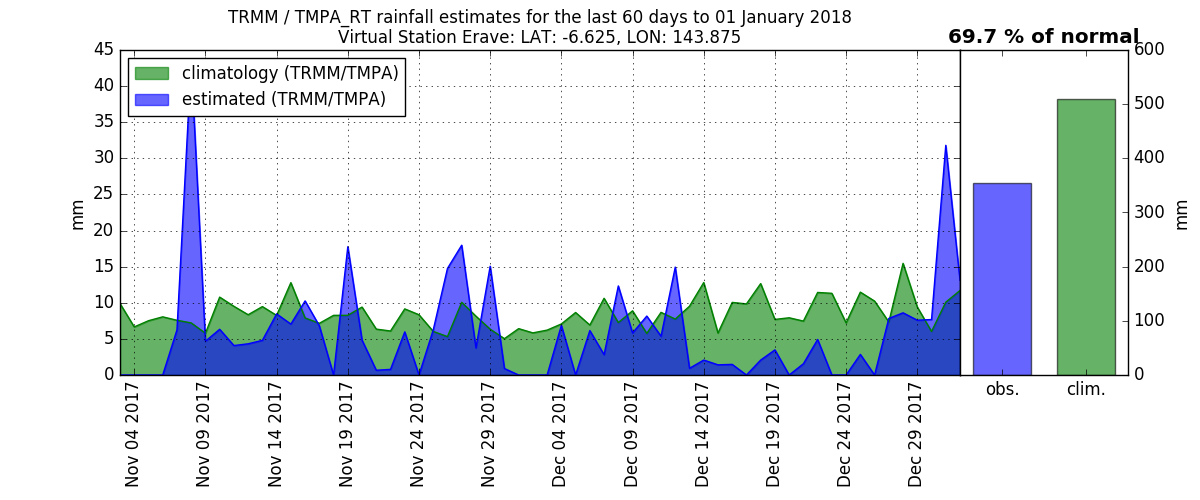 TRMM / TMPA_RT rainfall estimates for the last 60 days to 01 January 2018
Virtual Station Erave: LAT: -6.625, LON: 143.875
69.7 % of normal
climatology (TRMM/TMPA)
estimated (TRMM/TMPA)
mm
45
40
35
30
25
20
15
10
5
0
Nov 04 2017
Nov 09 2017
Nov 14 2017
Nov 19 2017
Nov 24 2017
Nov 29 2017
Dec 04 2017
Dec 09 2017
Dec 14 2017
Dec 19 2017
Dec 24 2017
Dec 29 2017
obs.
clim.
600
500
400
300
200
100
0
mm